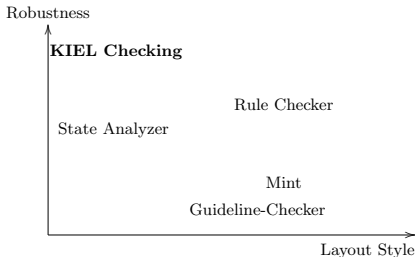 Robustness
KIEL Checking
Rule Checker
State Analyzer
Mint
Guideline-Checker
Layout Style